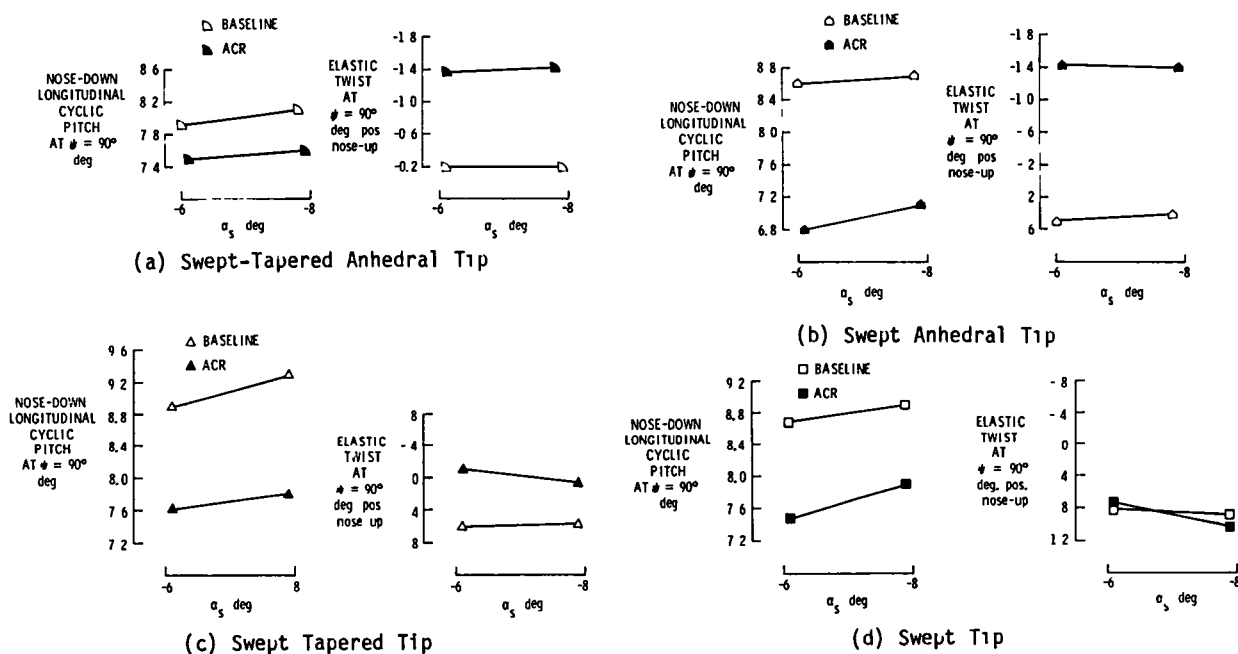 BASELINE
ACR
NOSE-DOWN
LONGITUDINAL
CYCLIC
PITCH
AT ψ = 90°
deg
8 6
8.2
7.8
7.4
-6
-8
α_s deg
ELASTIC
TWIST
AT
ψ = 90°
deg pos
nose-up
-1 8
-1.4
-1.0
-0.6
-0.2
-6
-8
α_s deg
(a) Swept-Tapered Anhedral Tip
BASELINE
ACR
NOSE-DOWN
LONGITUDINAL
CYCLIC
PITCH
AT ψ = 90°
deg
8 8
8.4
7.6
7 2
6.8
-6
-8
α_s deg
ELASTIC
TWIST
AT
ψ = 90°
deg pos
nose-up
-1 8
-1 4
-1 0
- 6
- 2
2
6
-6
-8
α_s deg
(b) Swept Anhedral Tip
BASELINE
ACR
NOSE-DOWN
LONGITUDINAL
CYCLIC
PITCH
AT ψ = 90°
deg
9 6
9.2
8.8
8.4
8.0
7 6
7 2
-6
8
α_s deg
ELASTIC
TWIST
AT
ψ = 90°
deg pos
nose up
8
- 4
0
4
8
-6
-8
α_s deg
(c) Swept Tapered Tip
BASELINE
ACR
NOSE-DOWN
LONGITUDINAL
CYCLIC
PITCH
AT ψ = 90°
deg
9 2
8.8
8.4
8.0
7.6
7 2
-6
-8
α_s deg
ELASTIC
TWIST
AT
ψ = 90°
deg. pos.
nose-up
- 8
- 4
0
4
8
1 2
-6
-8
α_s deg
(d) Swept Tip